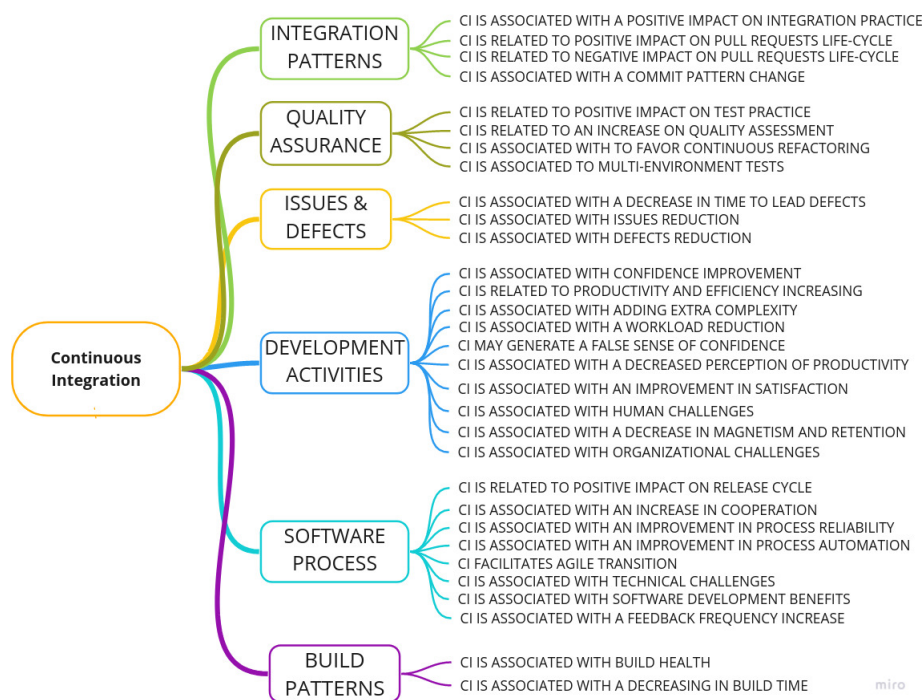 Continuous
Integration
INTEGRATION
PATTERNS
CI IS ASSOCIATED WITH A POSITIVE IMPACT ON INTEGRATION PRACTICE
CI IS RELATED TO POSITIVE IMPACT ON PULL REQUESTS LIFE-CYCLE
CI IS RELATED TO NEGATIVE IMPACT ON PULL REQUESTS LIFE-CYCLE
CI IS ASSOCIATED WITH A COMMIT PATTERN CHANGE
QUALITY
ASSURANCE
CI IS RELATED TO POSITIVE IMPACT ON TEST PRACTICE
CI IS RELATED TO AN INCREASE ON QUALITY ASSESSMENT
CI IS ASSOCIATED WITH TO FAVOR CONTINUOUS REFACTORING
CI IS ASSOCIATED TO MULTI-ENVIRONMENT TESTS
ISSUES &
DEFECTS
CI IS ASSOCIATED WITH A DECREASE IN TIME TO LEAD DEFECTS
CI IS ASSOCIATED WITH ISSUES REDUCTION
CI IS ASSOCIATED WITH DEFECTS REDUCTION
DEVELOPMENT
ACTIVITIES
CI IS ASSOCIATED WITH CONFIDENCE IMPROVEMENT
CI IS RELATED TO PRODUCTIVITY AND EFFICIENCY INCREASING
CI IS ASSOCIATED WITH ADDING EXTRA COMPLEXITY
CI IS ASSOCIATED WITH A WORKLOAD REDUCTION
CI MAY GENERATE A FALSE SENSE OF CONFIDENCE
CI IS ASSOCIATED WITH A DECREASED PERCEPTION OF PRODUCTIVITY
CI IS ASSOCIATED WITH AN IMPROVEMENT IN SATISFACTION
CI IS ASSOCIATED WITH HUMAN CHALLENGES
CI IS ASSOCIATED WITH A DECREASE IN MAGNETISM AND RETENTION
CI IS ASSOCIATED WITH ORGANIZATIONAL CHALLENGES
SOFTWARE
PROCESS
CI IS RELATED TO POSITIVE IMPACT ON RELEASE CYCLE
CI IS ASSOCIATED WITH AN INCREASE IN COOPERATION
CI IS ASSOCIATED WITH AN IMPROVEMENT IN PROCESS RELIABILITY
CI IS ASSOCIATED WITH AN IMPROVEMENT IN PROCESS AUTOMATION
CI FACILITATES AGILE TRANSITION
CI IS ASSOCIATED WITH TECHNICAL CHALLENGES
CI IS ASSOCIATED WITH SOFTWARE DEVELOPMENT BENEFITS
CI IS ASSOCIATED WITH A FEEDBACK FREQUENCY INCREASE
BUILD
PATTERNS
CI IS ASSOCIATED WITH BUILD HEALTH
CI IS ASSOCIATED WITH A DECREASING IN BUILD TIME
miro